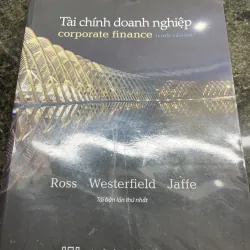 Tài chính doanh nghiệp
corporate finance
Ross Westerfield Jaffe
Tái bản lần thứ nhất